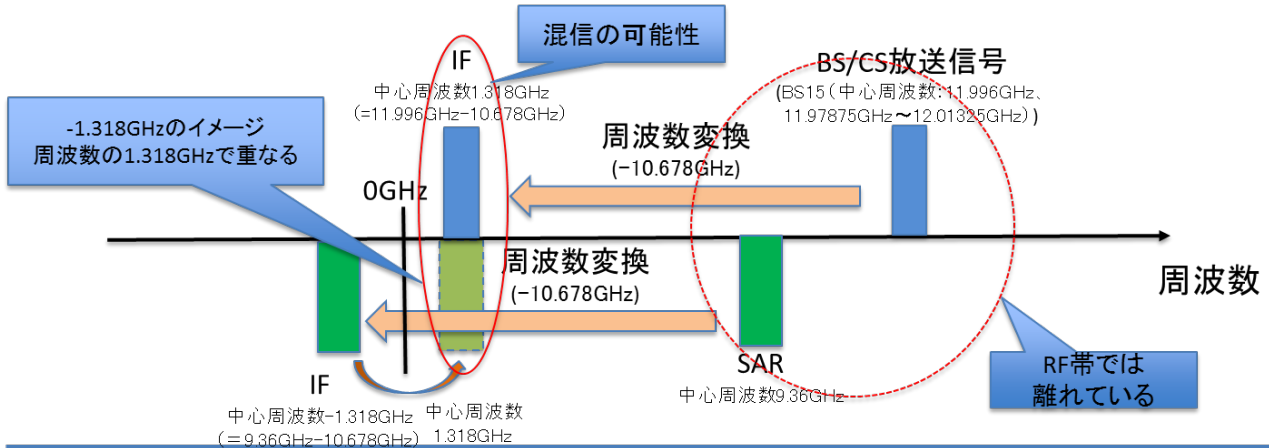 混信の可能性
IF
中心周波数1.318GHz
(=11.996GHz-10.678GHz)
BS/CS放送信号
(BS15(中心周波数:11.996GHz、
11.97875GHz~12.01325GHz))
-1.318GHzのイメージ
周波数の1.318GHzで重なる
周波数変換
(-10.678GHz)
0GHz
周波数変換
(-10.678GHz)
周波数
SAR
中心周波数9.36GHz
RF帯では
離れている
IF
中心周波数-1.318GHz
(=9.36GHz-10.678GHz)
中心周波数
1.318GHz